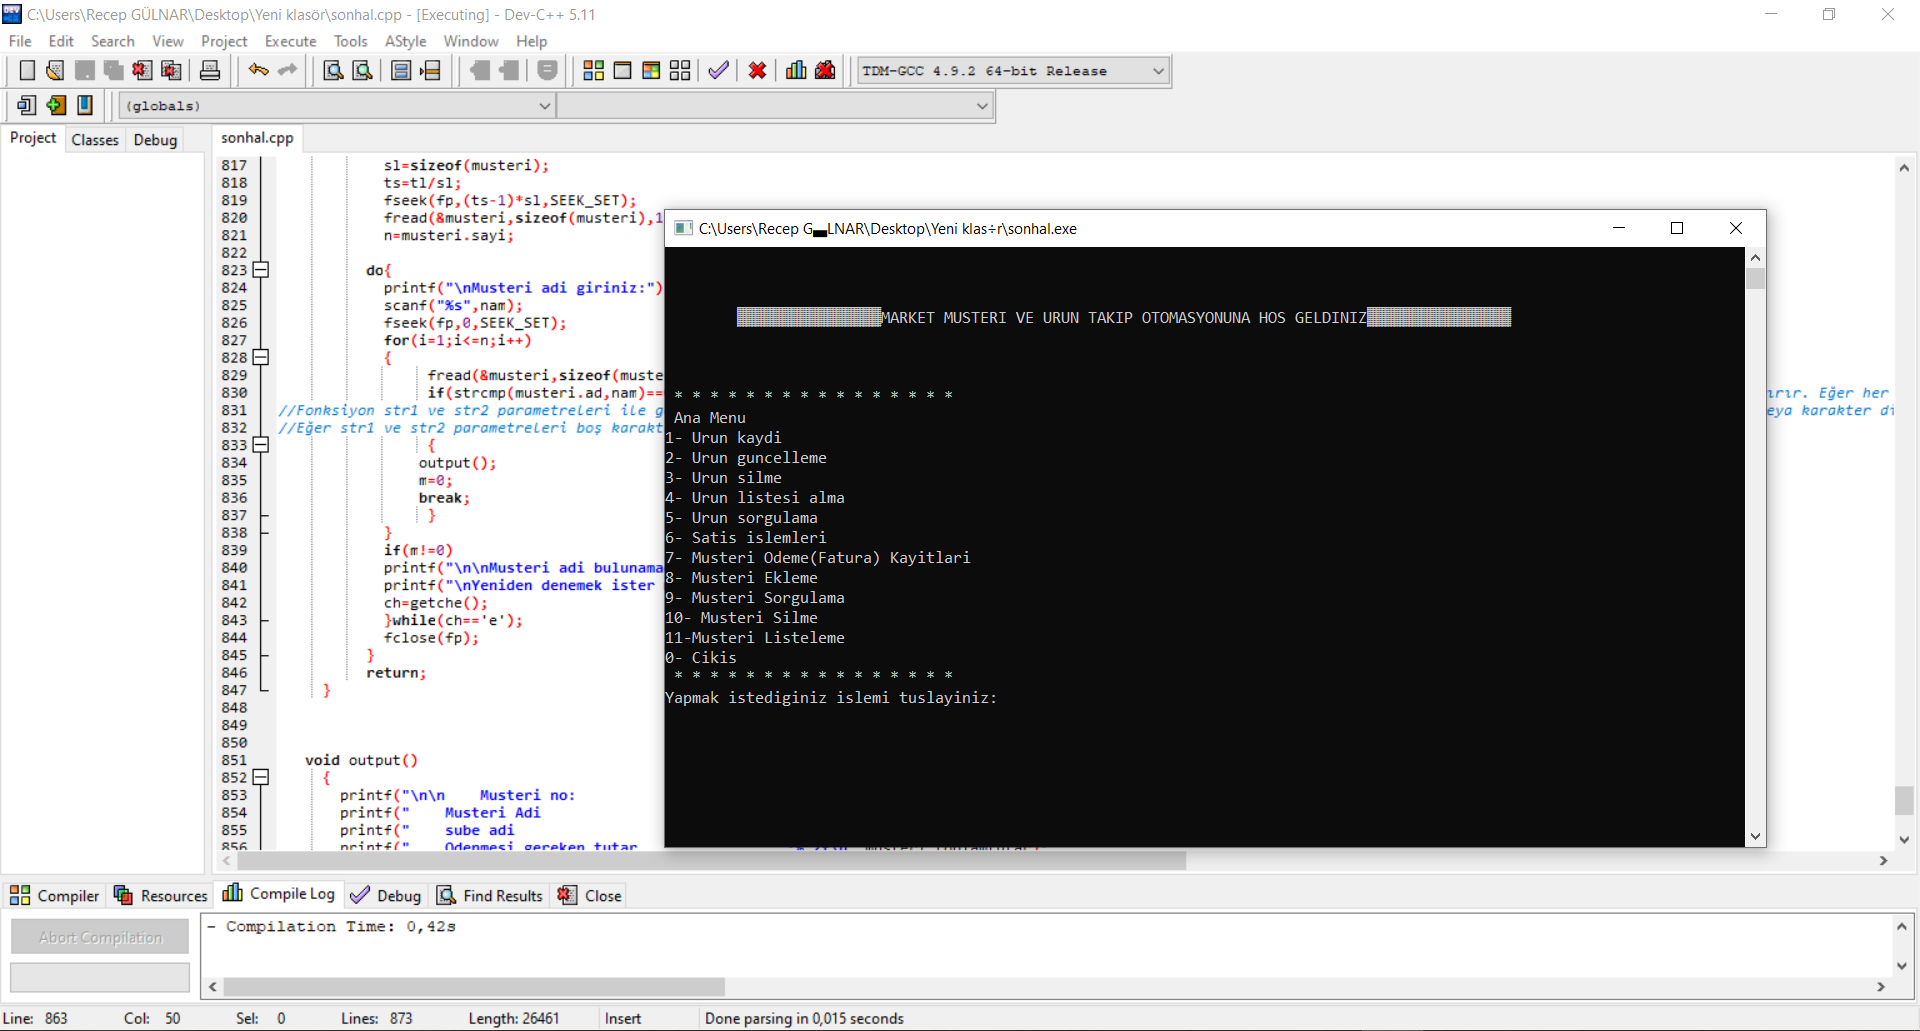 C:\Users\Recep GÜLNAR\Desktop\Yeni klasör\sonhal.cpp - [Executing] - Dev-C++ 5.11
File Edit Search View Project Execute Tools AStyle Window Help
TDM-GCC 4.9.2 64-bit Release
(globals)
Project Classes Debug
sonhal.cpp
817 sl=sizeof(musteri);
818 ts=tl/sl;
819 fseek(fp,(ts-1)*sl,SEEK_SET);
820 fread(&musteri,sizeof(musteri),1
821 n=musteri.sayi;
822
823 do{
824 printf("\nMusteri adi giriniz:")
825 scanf("%s",nam);
826 fseek(fp,0,SEEK_SET);
827 for(i=1;i<=n;i++)
828 {
829 fread(&musteri,sizeof(muste
830 if(strcmp(musteri.ad,nam)==
831 //Fonksiyon str1 ve str2 parametreleri ile g
832 //Eğer str1 ve str2 parametreleri boş karakt
833 {
834 output();
835 m=0;
836 break;
837 }
838 }
839 if(m!=0)
840 printf("\n\nMusteri adi bulunama
841 printf("\nYeniden denemek ister
842 ch=getche();
843 }while(ch=='e');
844 fclose(fp);
845 }
846 return;
847 }
848
849
850
851 void output()
852 {
853 printf("\n\n Musteri no:
854 printf(" Musteri Adi
855 printf(" sube adi
856 printf(" Odenmesi gereken tutar
ırır. Eğer her
eya karakter di
C:\Users\Recep G▬LNAR\Desktop\Yeni klas÷r\sonhal.exe
▓▓▓▓▓▓▓▓▓▓▓▓▓▓▓▓MARKET MUSTERI VE URUN TAKIP OTOMASYONUNA HOS GELDINIZ▓▓▓▓▓▓▓▓▓▓▓▓▓▓▓▓
* * * * * * * * * * * * * * * *
Ana Menu
1- Urun kaydi
2- Urun guncelleme
3- Urun silme
4- Urun listesi alma
5- Urun sorgulama
6- Satis islemleri
7- Musteri Odeme(Fatura) Kayitlari
8- Musteri Ekleme
9- Musteri Sorgulama
10- Musteri Silme
11-Musteri Listeleme
0- Cikis
* * * * * * * * * * * * * * * *
Yapmak istediginiz islemi tuslayiniz:
Compiler Resources Compile Log Debug Find Results Close
Abort Compilation
- Compilation Time: 0,42s
Line: 863 Col: 50 Sel: 0 Lines: 873 Length: 26461 Insert Done parsing in 0,015 seconds